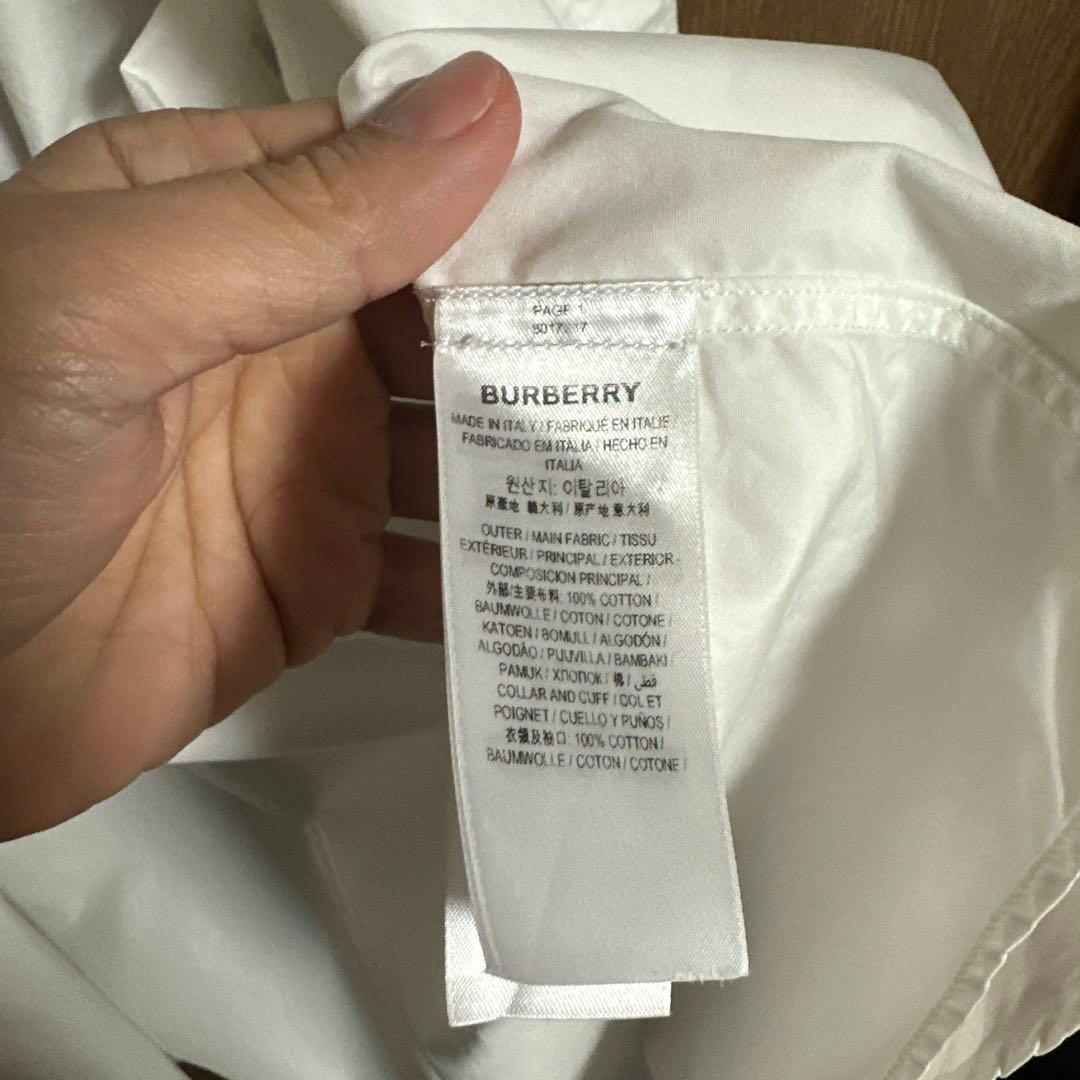 PAGE 1
BURBERRY
MADE IN ITALY / FABRIQUÉ EN ITALIE /
FABRICADO EM ITÁLIA / HECHO EN
ITALIA
원산지: 이탈리아
原產地 義大利 / 原产地 意大利
OUTER / MAIN FABRIC / TISSU
EXTÉRIEUR / PRINCIPAL / EXTERIOR -
COMPOSICION PRINCIPAL /
外部/主要布料: 100% COTTON /
BAUMWOLLE / COTON / COTONE /
KATOEN / BOMULL / ALGODÓN /
ALGODÃO / PUUVILLA / BAMBAKI
PAMUK / ХЛОПОК / 棉 / قطن
COLLAR AND CUFF / COL ET
POIGNET / CUELLO Y PUÑOS /
衣領及袖口: 100% COTTON /
BAUMWOLLE / COTON / COTONE /